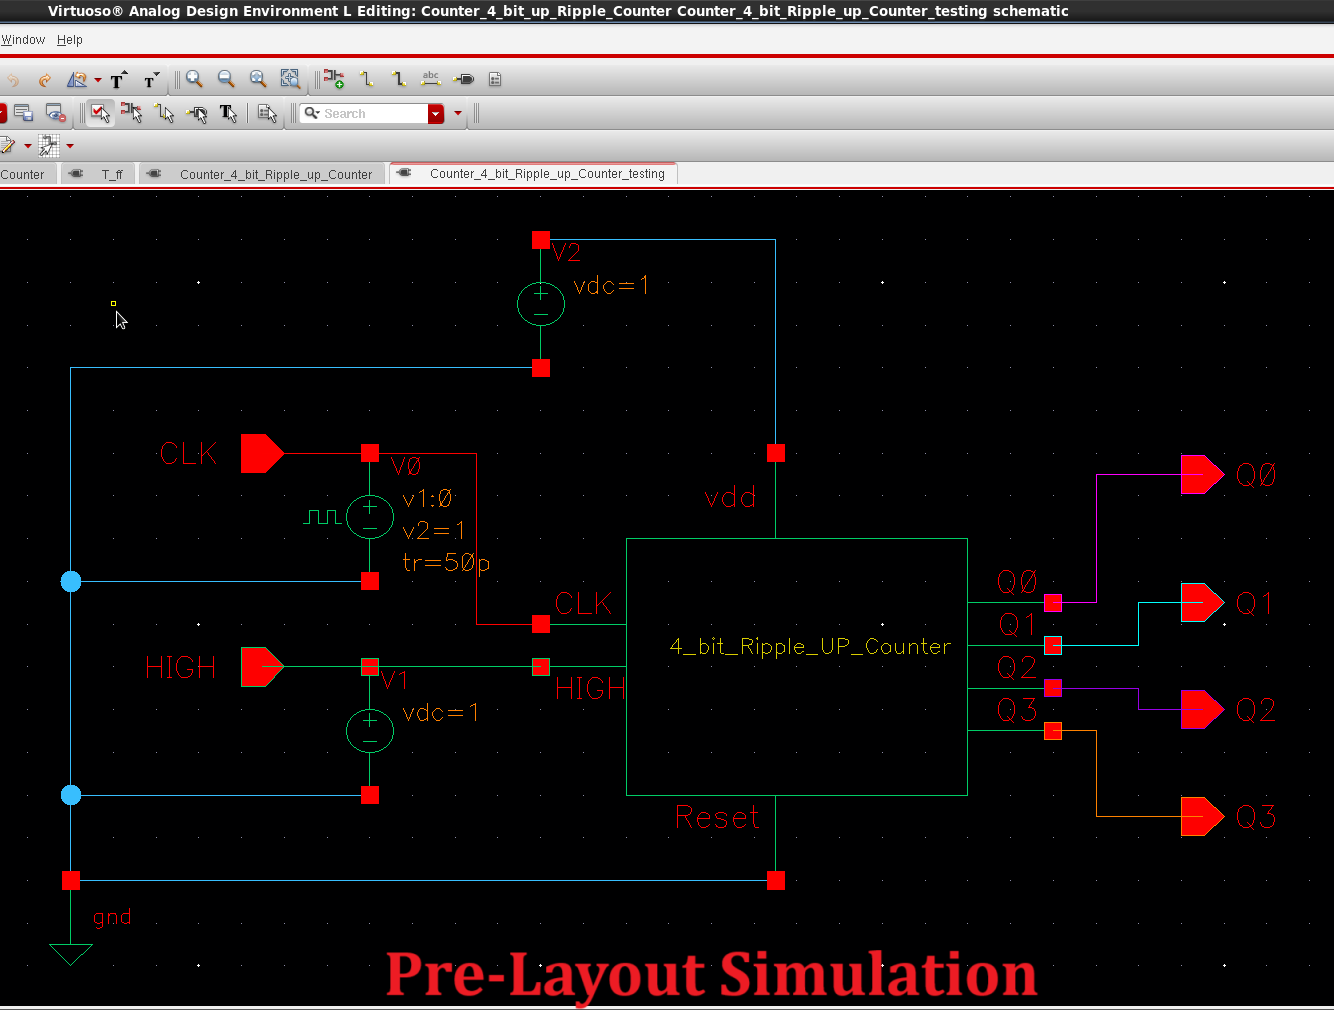 Virtuoso® Analog Design Environment L Editing: Counter_4_bit_up_Ripple_Counter Counter_4_bit_Ripple_up_Counter_testing schematic
Window Help
abc
Search
Counter T_ff Counter_4_bit_Ripple_up_Counter Counter_4_bit_Ripple_up_Counter_testing
V2
vdc=1
CLK
V0
v1:0
v2=1
tr=50p
vdd
Q0
CLK
Q0
Q1
Q1
4_bit_Ripple_UP_Counter
HIGH
HIGH
Q2
V1
vdc=1
Q3
Q2
Reset
Q3
gnd
Pre-Layout Simulation